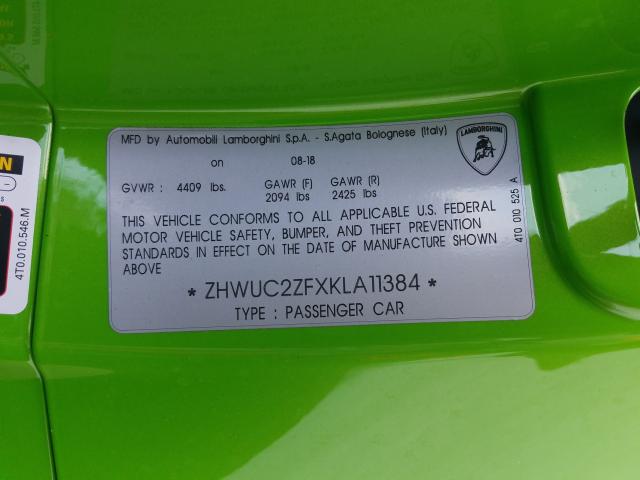 MFD by Automobili Lamborghini S.p.A. - S.Agata Bolognese (Italy)
on 08-18
GVWR : 4409 lbs. GAWR (F) GAWR (R)
2094 lbs 2425 lbs
THIS VEHICLE CONFORMS TO ALL APPLICABLE U.S. FEDERAL
MOTOR VEHICLE SAFETY, BUMPER, AND THEFT PREVENTION
STANDARDS IN EFFECT ON THE DATE OF MANUFACTURE SHOWN
ABOVE
* ZHWUC2ZFXKLA11384 *
TYPE : PASSENGER CAR
LAMBORGHINI
4T0 010 525 A
4T0.010.546.M